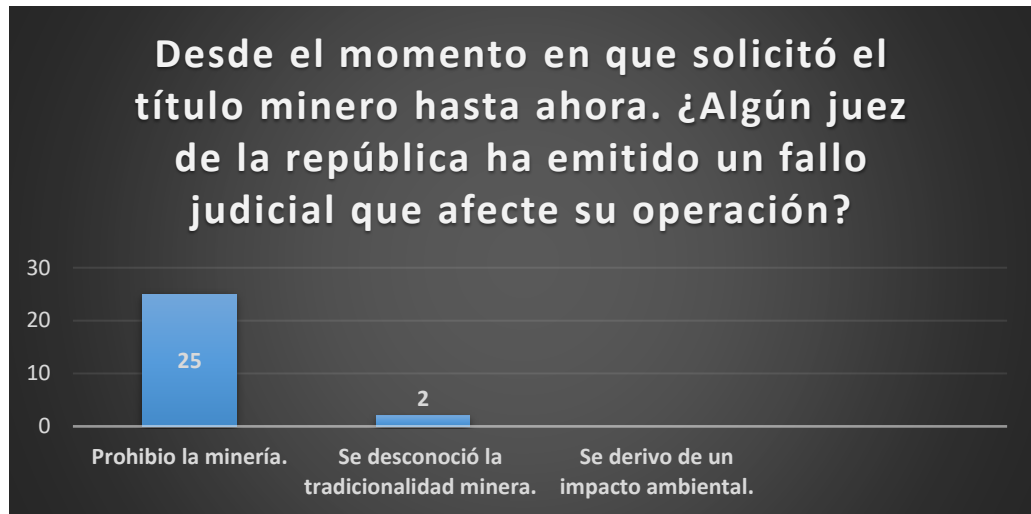 Desde el momento en que solicitó el
título minero hasta ahora. ¿Algún juez
de la república ha emitido un fallo
judicial que afecte su operación?
30
20
10
0
25
2
Prohibio la minería.
Se desconoció la
tradicionalidad minera.
Se derivo de un
impacto ambiental.